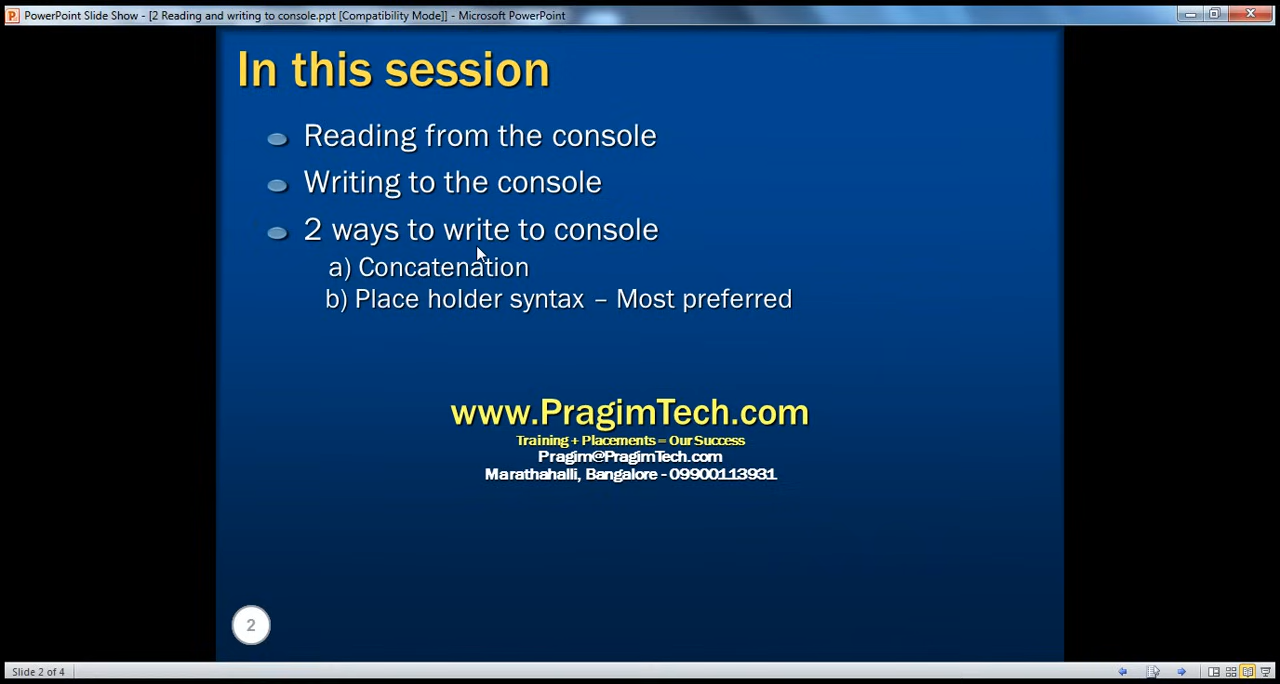 PowerPoint Slide Show - [2 Reading and writing to console.ppt [Compatibility Mode]] - Microsoft PowerPoint
In this session
Reading from the console
Writing to the console
2 ways to write to console
a) Concatenation
b) Place holder syntax – Most preferred
www.PragimTech.com
Training + Placements = Our Success
Pragim@PragimTech.com
Marathahalli, Bangalore - 09900113931
2
Slide 2 of 4